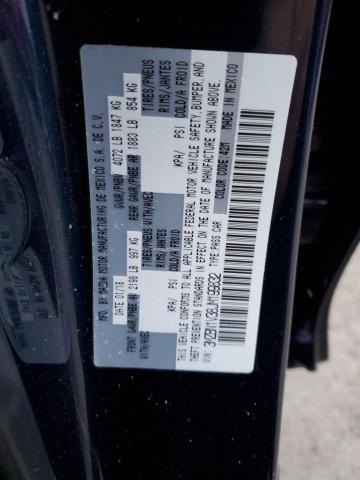 MFD. BY MAZDA MOTOR MANUFACTURING DE MEXICO S.A. DE C.V.
DATE 01/18 GVWR/PNBV 4072 LB 1847 KG
FRONT GAWR/PNBE AV 2198 LB 997 KG REAR GAWR/PNBE AR 1883 LB 854 KG
WITH/AVEC TIRES/PNEUS WITH/AVEC TIRES/PNEUS
RIMS/JANTES RIMS/JANTES
KPA/ PSI COLD/A FROID KPA/ PSI COLD/A FROID
THIS VEHICLE CONFORMS TO ALL APPLICABLE FEDERAL MOTOR VEHICLE SAFETY, BUMPER, AND
THEFT PREVENTION STANDARDS IN EFFECT ON THE DATE OF MANUFACTURE SHOWN ABOVE.
VIN: TYPE:PASS CAR COLOR CODE:42M MADE IN MEXICO